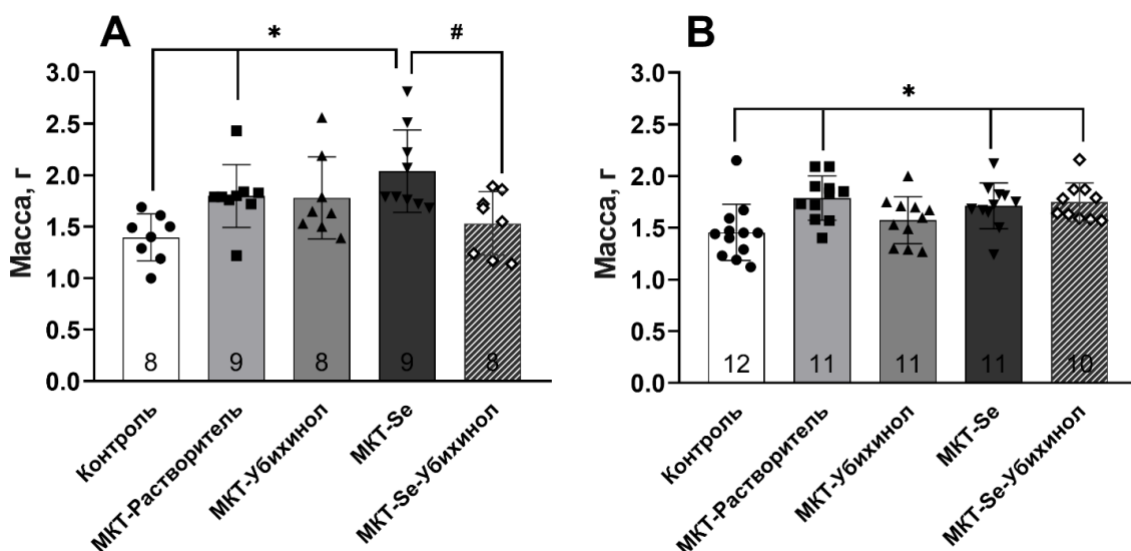 A
*
#
Масса, г
3.0
2.5
2.0
1.5
1.0
0.5
0.0
8
9
8
9
8
Контроль
МКТ-Растворитель
МКТ-Убихинол
МКТ-Se
МКТ-Se-Убихинол
B
*
Масса, г
3.0
2.5
2.0
1.5
1.0
0.5
0.0
12
11
11
11
10
Контроль
МКТ-Растворитель
МКТ-Убихинол
МКТ-Se
МКТ-Se-Убихинол